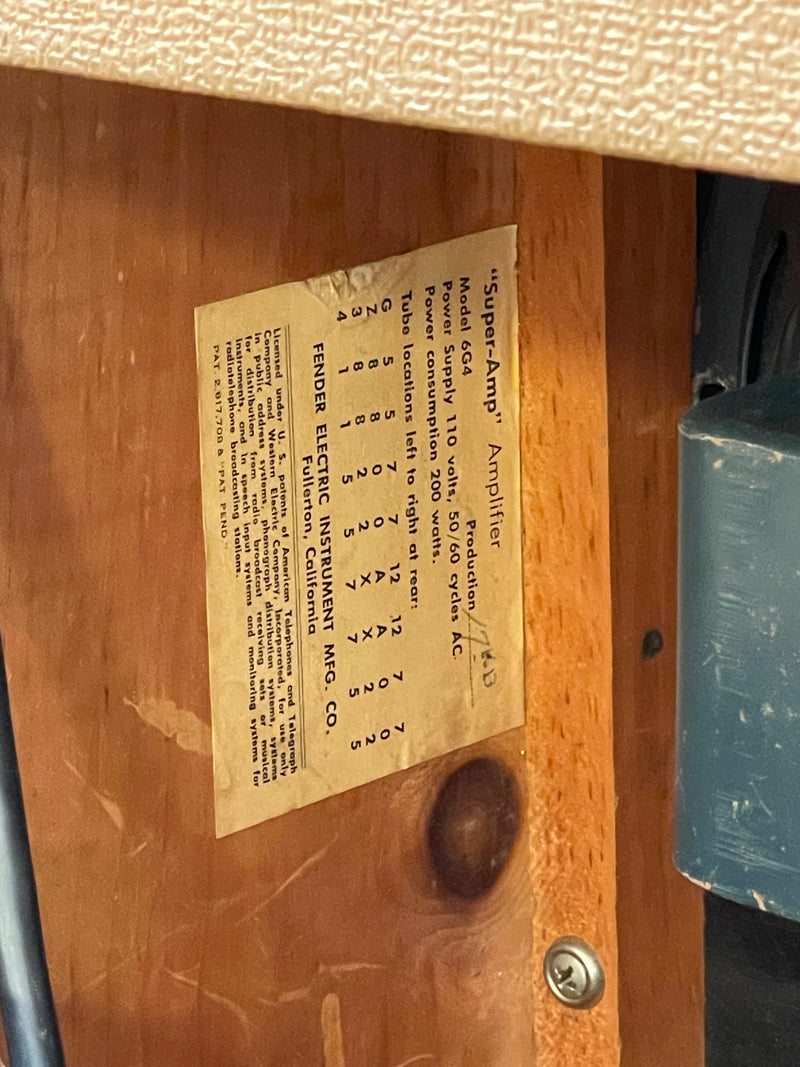 "Super-Amp" Amplifier
Model 6G4 Production
Power Supply 110 volts, 50/60 cycles AC.
Power consumption 200 watts.
Tube locations left to right at rear:
G 5 5 7 7 12 12 7 7
Z 8 8 0 0 A A 0 0
3 8 8 2 2 X X 2 2
4 1 1 5 5 7 7 5 5
FENDER ELECTRIC INSTRUMENT MFG. CO.
Fullerton, California
Licensed under U. S. patents of American Telephones and Telegraph
Company and Western Electric Company, Incorporated, for use only
in public address systems, phonograph distribution systems, systems
for distribution from radio broadcast receiving sets or musical
instruments, and in speech input systems and monitoring systems for
radiotelephone broadcasting stations.
PAT. 2,817,708 & "PAT PEND"